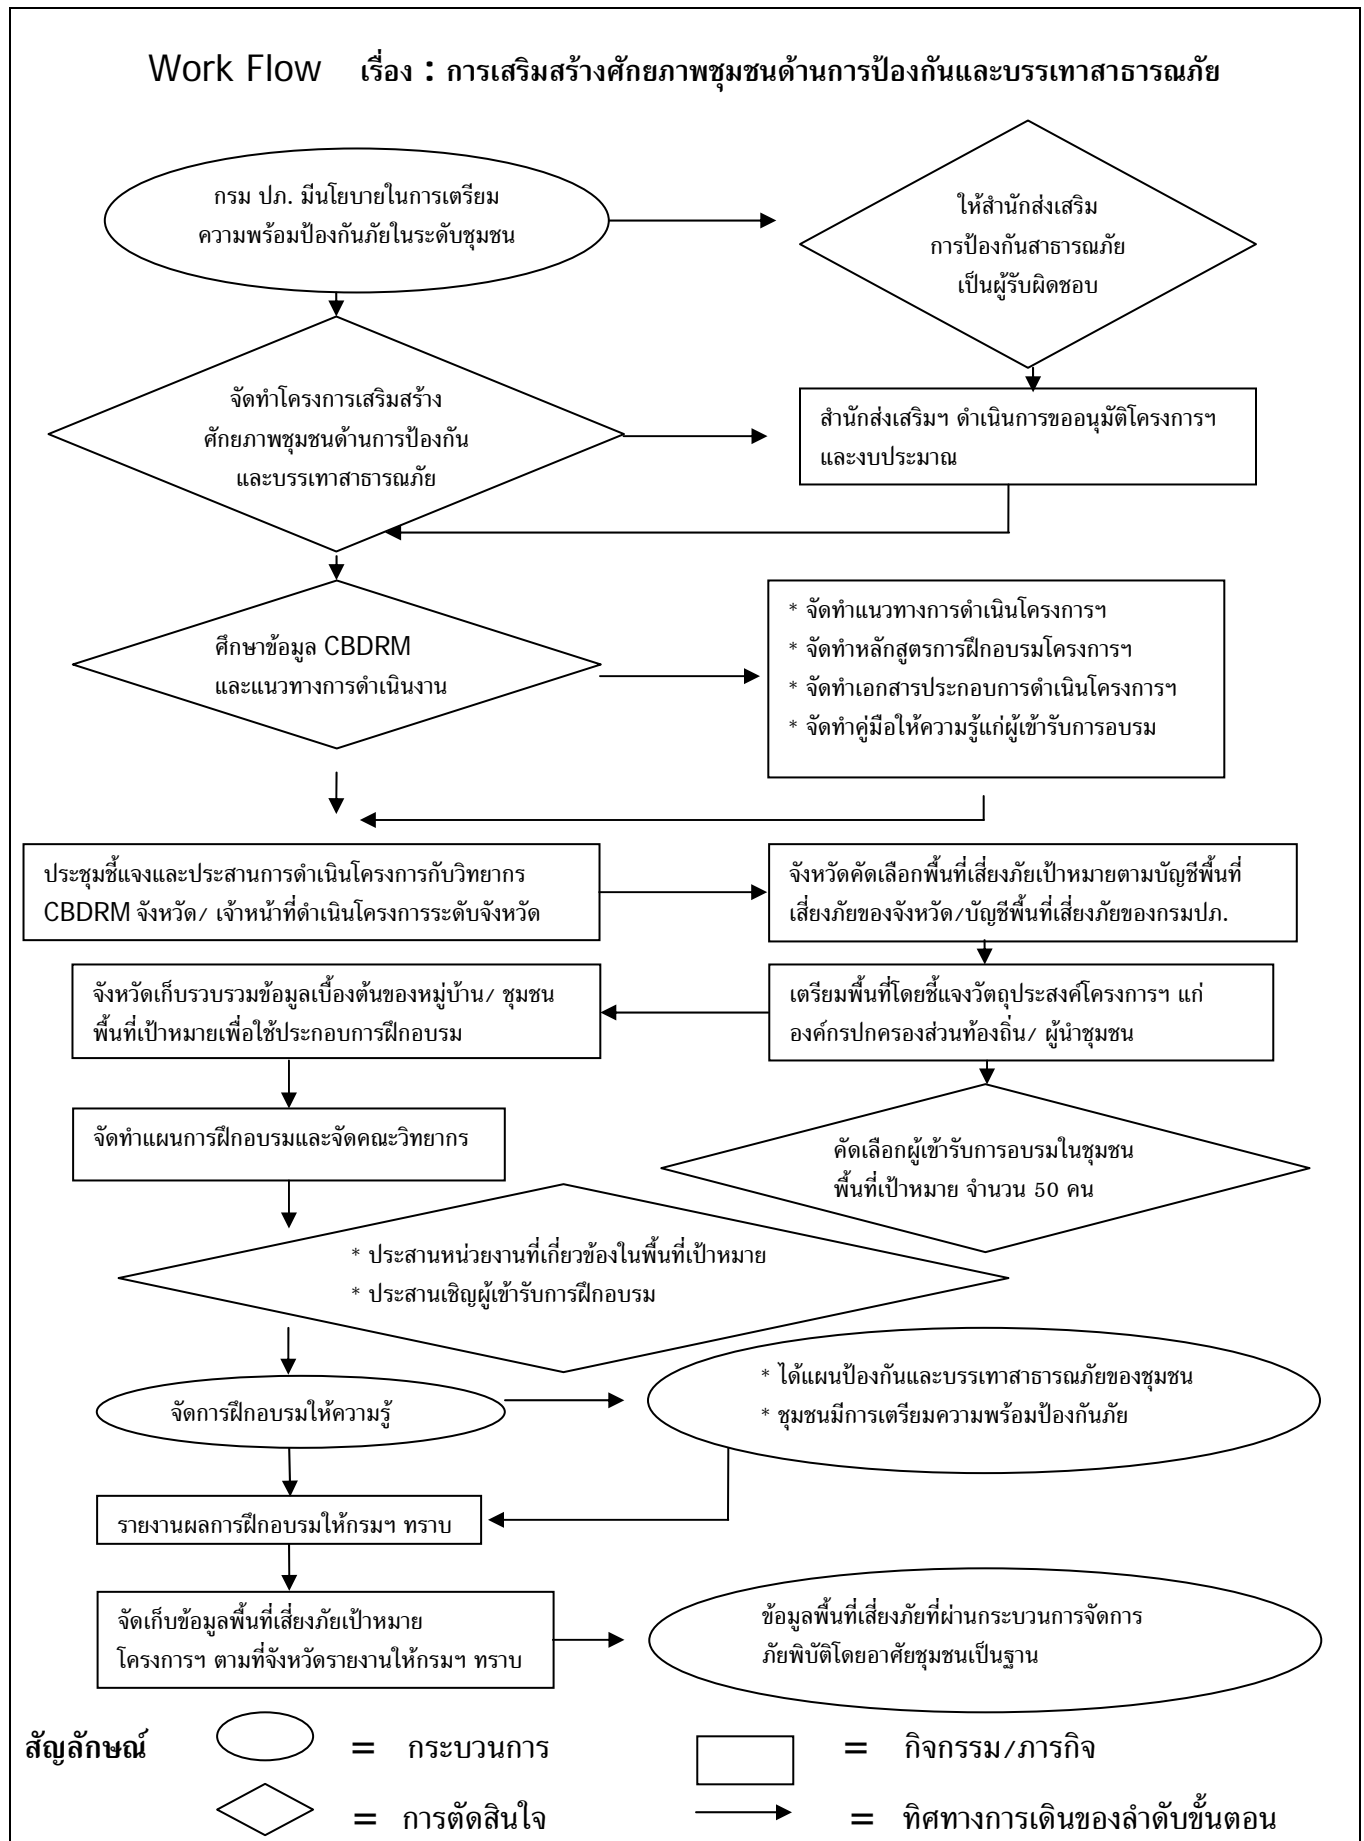 Work Flow เรื่อง : การเสริมสร้างศักยภาพชุมชนด้านการป้องกันและบรรเทาสาธารณภัย
กรม ปภ. มีนโยบายในการเตรียม
ความพร้อมป้องกันภัยในระดับชุมชน
ให้สำนักส่งเสริม
การป้องกันสาธารณภัย
เป็นผู้รับผิดชอบ
จัดทำโครงการเสริมสร้าง
ศักยภาพชุมชนด้านการป้องกัน
และบรรเทาสาธารณภัย
สำนักส่งเสริมฯ ดำเนินการขออนุมัติโครงการฯ
และงบประมาณ
ศึกษาข้อมูล CBDRM
และแนวทางการดำเนินงาน
* จัดทำแนวทางการดำเนินโครงการฯ
* จัดทำหลักสูตรการฝึกอบรมโครงการฯ
* จัดทำเอกสารประกอบการดำเนินโครงการฯ
* จัดทำคู่มือให้ความรู้แก่ผู้เข้ารับการอบรม
ประชุมชี้แจงและประสานการดำเนินโครงการกับวิทยากร
CBDRM จังหวัด/ เจ้าหน้าที่ดำเนินโครงการระดับจังหวัด
จังหวัดคัดเลือกพื้นที่เสี่ยงภัยเป้าหมายตามบัญชีพื้นที่
เสี่ยงภัยของจังหวัด/บัญชีพื้นที่เสี่ยงภัยของกรมปภ.
จังหวัดเก็บรวบรวมข้อมูลเบื้องต้นของหมู่บ้าน/ ชุมชน
พื้นที่เป้าหมายเพื่อใช้ประกอบการฝึกอบรม
เตรียมพื้นที่โดยชี้แจงวัตถุประสงค์โครงการฯ แก่
องค์กรปกครองส่วนท้องถิ่น/ ผู้นำชุมชน
จัดทำแผนการฝึกอบรมและจัดคณะวิทยากร
คัดเลือกผู้เข้ารับการอบรมในชุมชน
พื้นที่เป้าหมาย จำนวน 50 คน
* ประสานหน่วยงานที่เกี่ยวข้องในพื้นที่เป้าหมาย
* ประสานเชิญผู้เข้ารับการฝึกอบรม
จัดการฝึกอบรมให้ความรู้
* ได้แผนป้องกันและบรรเทาสาธารณภัยของชุมชน
* ชุมชนมีการเตรียมความพร้อมป้องกันภัย
รายงานผลการฝึกอบรมให้กรมฯ ทราบ
จัดเก็บข้อมูลพื้นที่เสี่ยงภัยเป้าหมาย
โครงการฯ ตามที่จังหวัดรายงานให้กรมฯ ทราบ
ข้อมูลพื้นที่เสี่ยงภัยที่ผ่านกระบวนการจัดการ
ภัยพิบัติโดยอาศัยชุมชนเป็นฐาน
สัญลักษณ์ = กระบวนการ = กิจกรรม/ภารกิจ
= การตัดสินใจ = ทิศทางการเดินของลำดับขั้นตอน